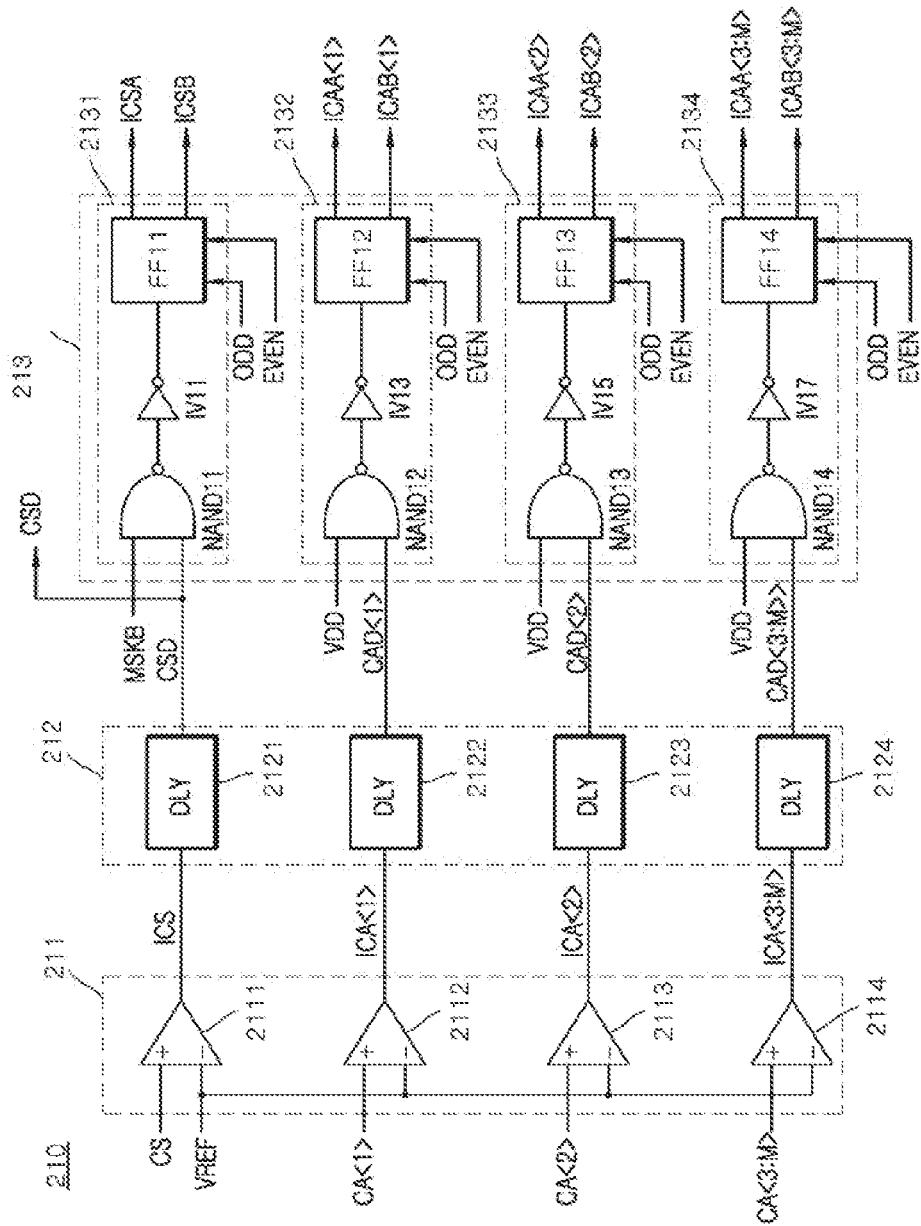 210
211
212
213
CS
VREF
2111
ICS
DLY
2121
MSKB
CSD
CSD
NAND11
IV11
FF11
2131
ODD
EVEN
ICSA
ICSB
CA<1>
2112
ICA<1>
DLY
2122
VDD
CAD<1>
NAND12
IV13
FF12
2132
ODD
EVEN
ICAA<1>
ICAB<1>
CA<2>
2113
ICA<2>
DLY
2123
VDD
CAD<2>
NAND13
IV15
FF13
2133
ODD
EVEN
ICAA<2>
ICAB<2>
CA<3:M>
2114
ICA<3:M>
DLY
2124
VDD
CAD<3:M>>
NAND14
IV17
FF14
2134
ODD
EVEN
ICAA<3:M>
ICAB<3:M>